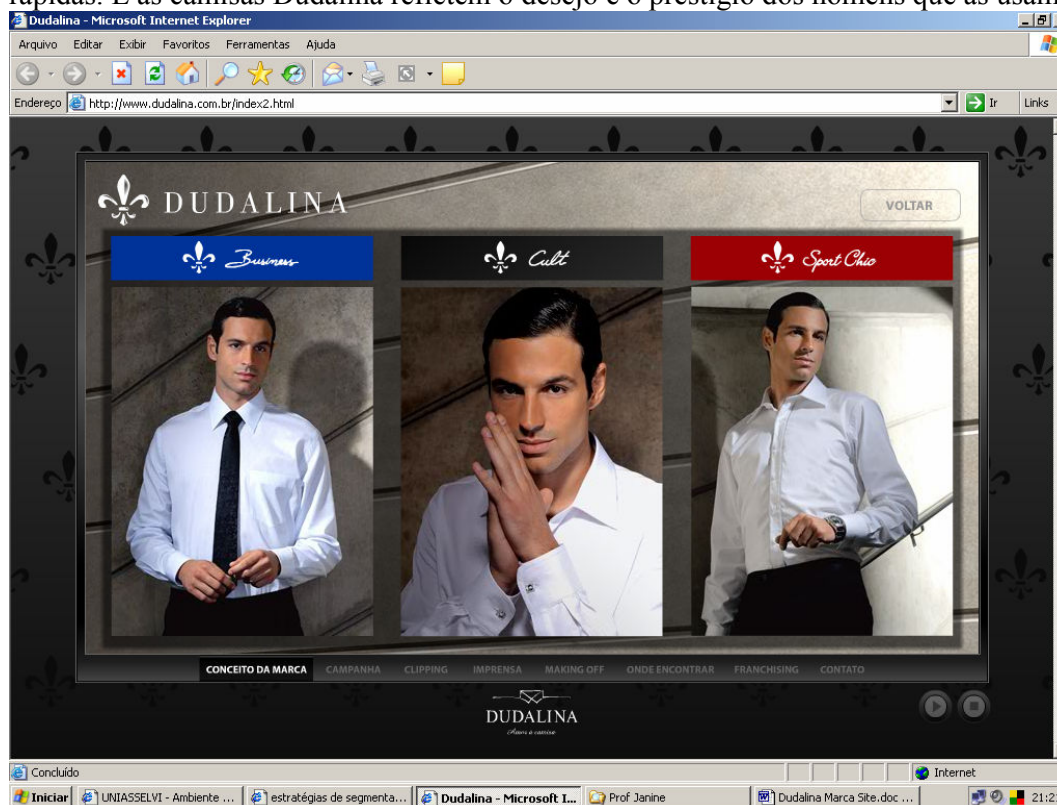 rápidas. E as camisas Dudalina refletem o desejo e o prestígio dos homens que as usam
Dudalina - Microsoft Internet Explorer
Arquivo Editar Exibir Favoritos Ferramentas Ajuda
Endereço http://www.dudalina.com.br/index2.html Ir Links
DUDALINA
VOLTAR
Business Cult Sport Chic
CONCEITO DA MARCA CAMPANHA CLIPPING IMPRENSA MAKING OFF ONDE ENCONTRAR FRANCHISING CONTATO
DUDALINA
Concluído Internet
Iniciar UNIASSELVI - Ambiente ... estratégias de segmenta... Dudalina - Microsoft I... Prof Janine Dudalina Marca Site.doc ... 21:2